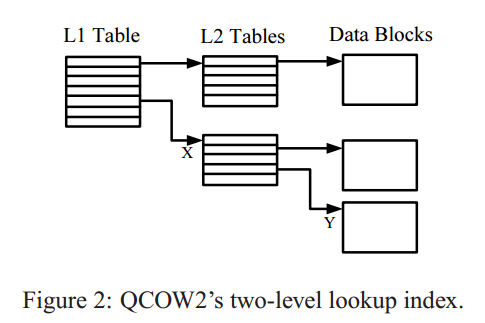 L1 Table
L2 Tables
Data Blocks
X
Y
Figure 2: QCOW2's two-level lookup index.